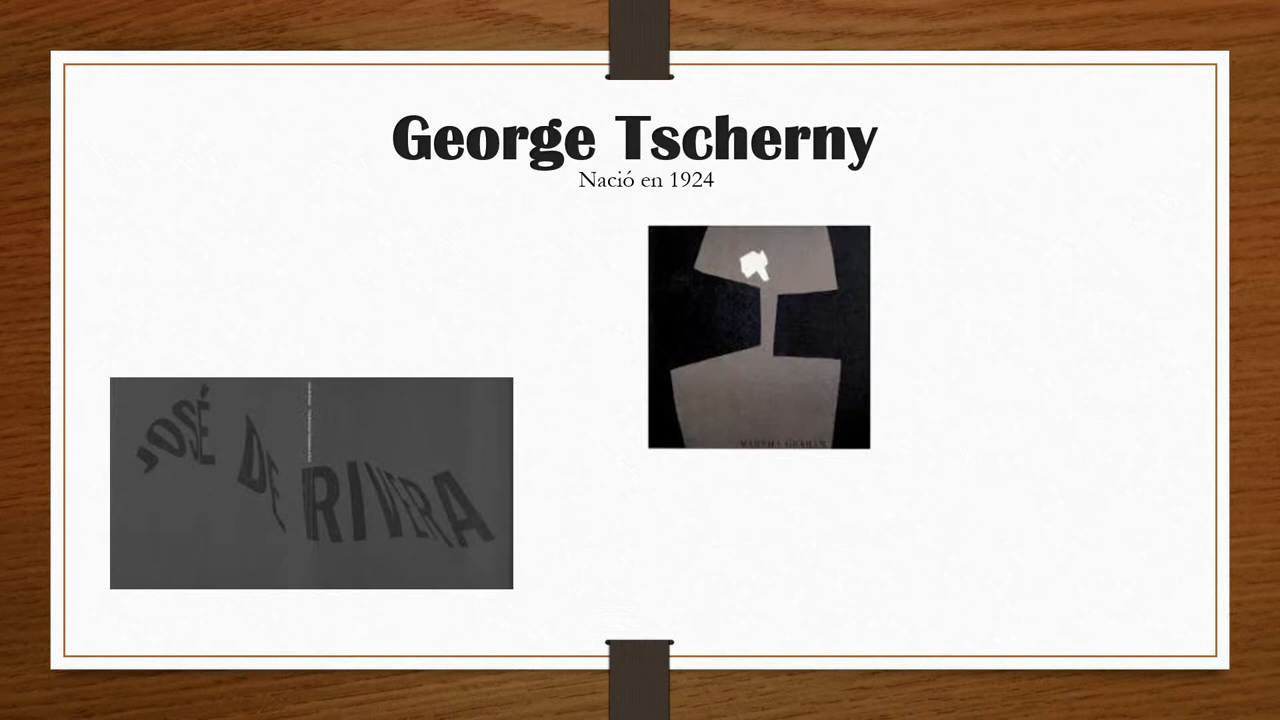 George Tscherny
Nació en 1924
MARTHA GRAHAM
JOSÉ DE RIVERA